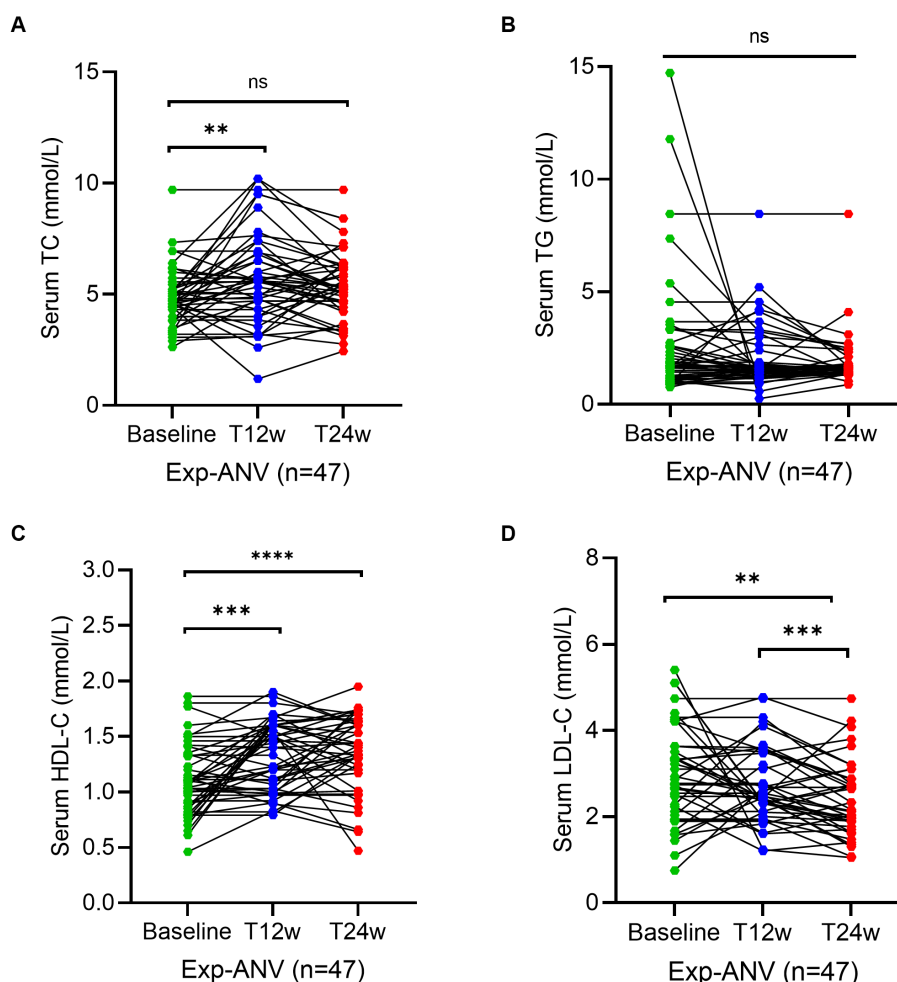 A
ns
**
Serum TC (mmol/L)
15
10
5
0
Baseline T12w T24w
Exp-ANV (n=47)
B
ns
Serum TG (mmol/L)
15
10
5
0
Baseline T12w T24w
Exp-ANV (n=47)
C
****
***
Serum HDL-C (mmol/L)
3.0
2.5
2.0
1.5
1.0
0.5
0.0
Baseline T12w T24w
Exp-ANV (n=47)
D
**
***
Serum LDL-C (mmol/L)
8
6
4
2
0
Baseline T12w T24w
Exp-ANV (n=47)